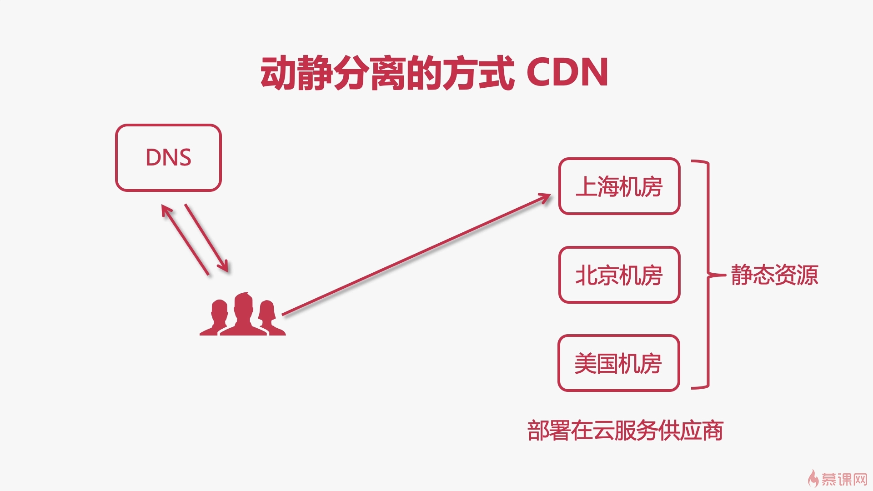 动静分离的方式 CDN
DNS
上海机房
北京机房
静态资源
美国机房
部署在云服务供应商
慕课网